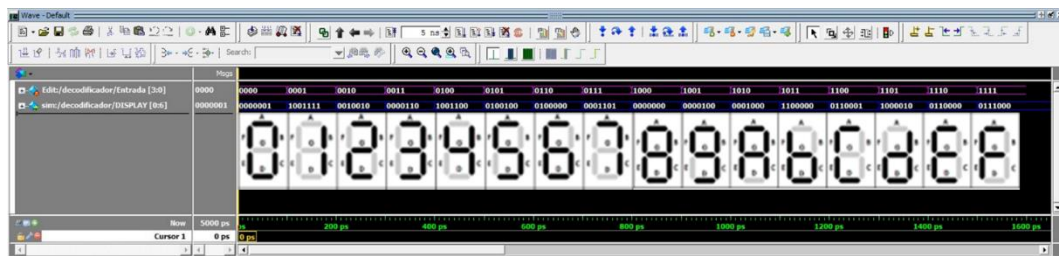 Wave - Default
5 ns
Search:
Msgs
Edit:/decodificador/Entrada [3:0] 0000 0000 0001 0010 0011 0100 0101 0110 0111 1000 1001 1010 1011 1100 1101 1110 1111
sim:/decodificador/DISPLAY [0:6] 0000001 0000001 1001111 0010010 0000110 1001100 0100100 0100000 0001101 0000000 0000100 0001000 1100000 0110001 1000010 0110000 0111000
Now 5000 ps ps 200 ps 400 ps 600 ps 800 ps 1000 ps 1200 ps 1400 ps 1600 ps
Cursor 1 0 ps 0 ps